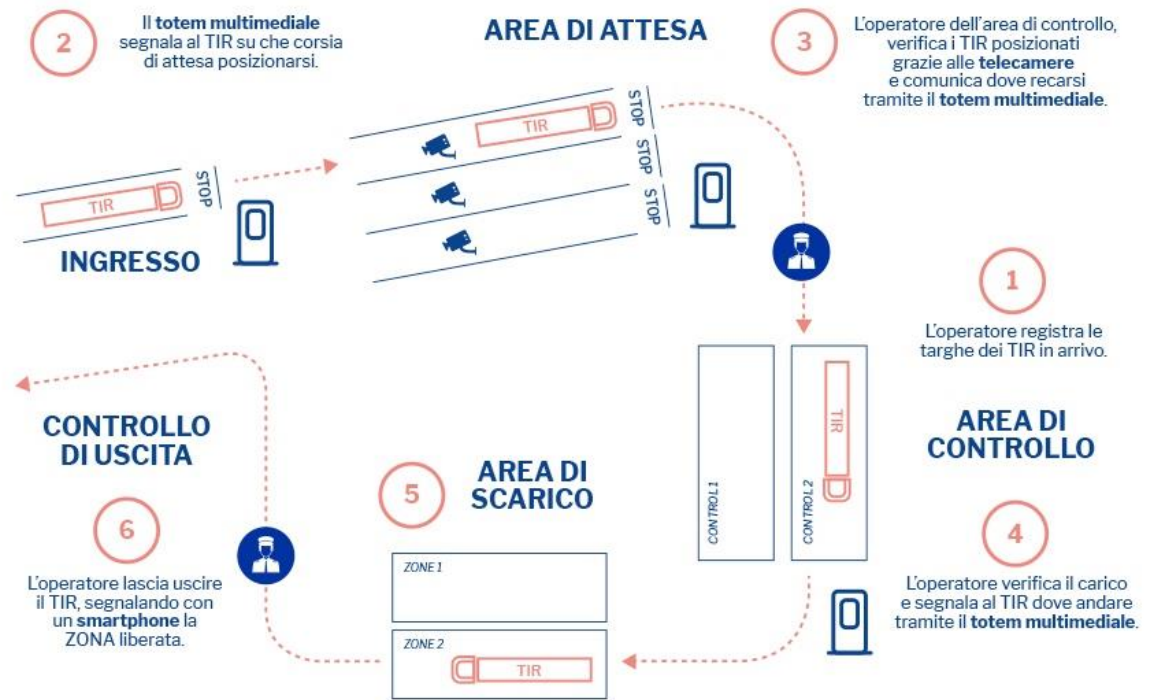 2
Il totem multimediale
segnala al TIR su che corsia
di attesa posizionarsi.
AREA DI ATTESA
3
L'operatore dell'area di controllo,
verifica i TIR posizionati
grazie alle telecamere
e comunica dove recarsi
tramite il totem multimediale.
TIR
STOP
INGRESSO
TIR
STOP
STOP
STOP
1
L'operatore registra le
targhe dei TIR in arrivo.
AREA DI
CONTROLLO
CONTROL 1
CONTROL 2
TIR
4
L'operatore verifica il carico
e segnala al TIR dove andare
tramite il totem multimediale.
5
AREA DI
SCARICO
ZONE 1
ZONE 2
TIR
CONTROLLO
DI USCITA
6
L'operatore lascia uscire
il TIR, segnalando con
un smartphone la
ZONA liberata.